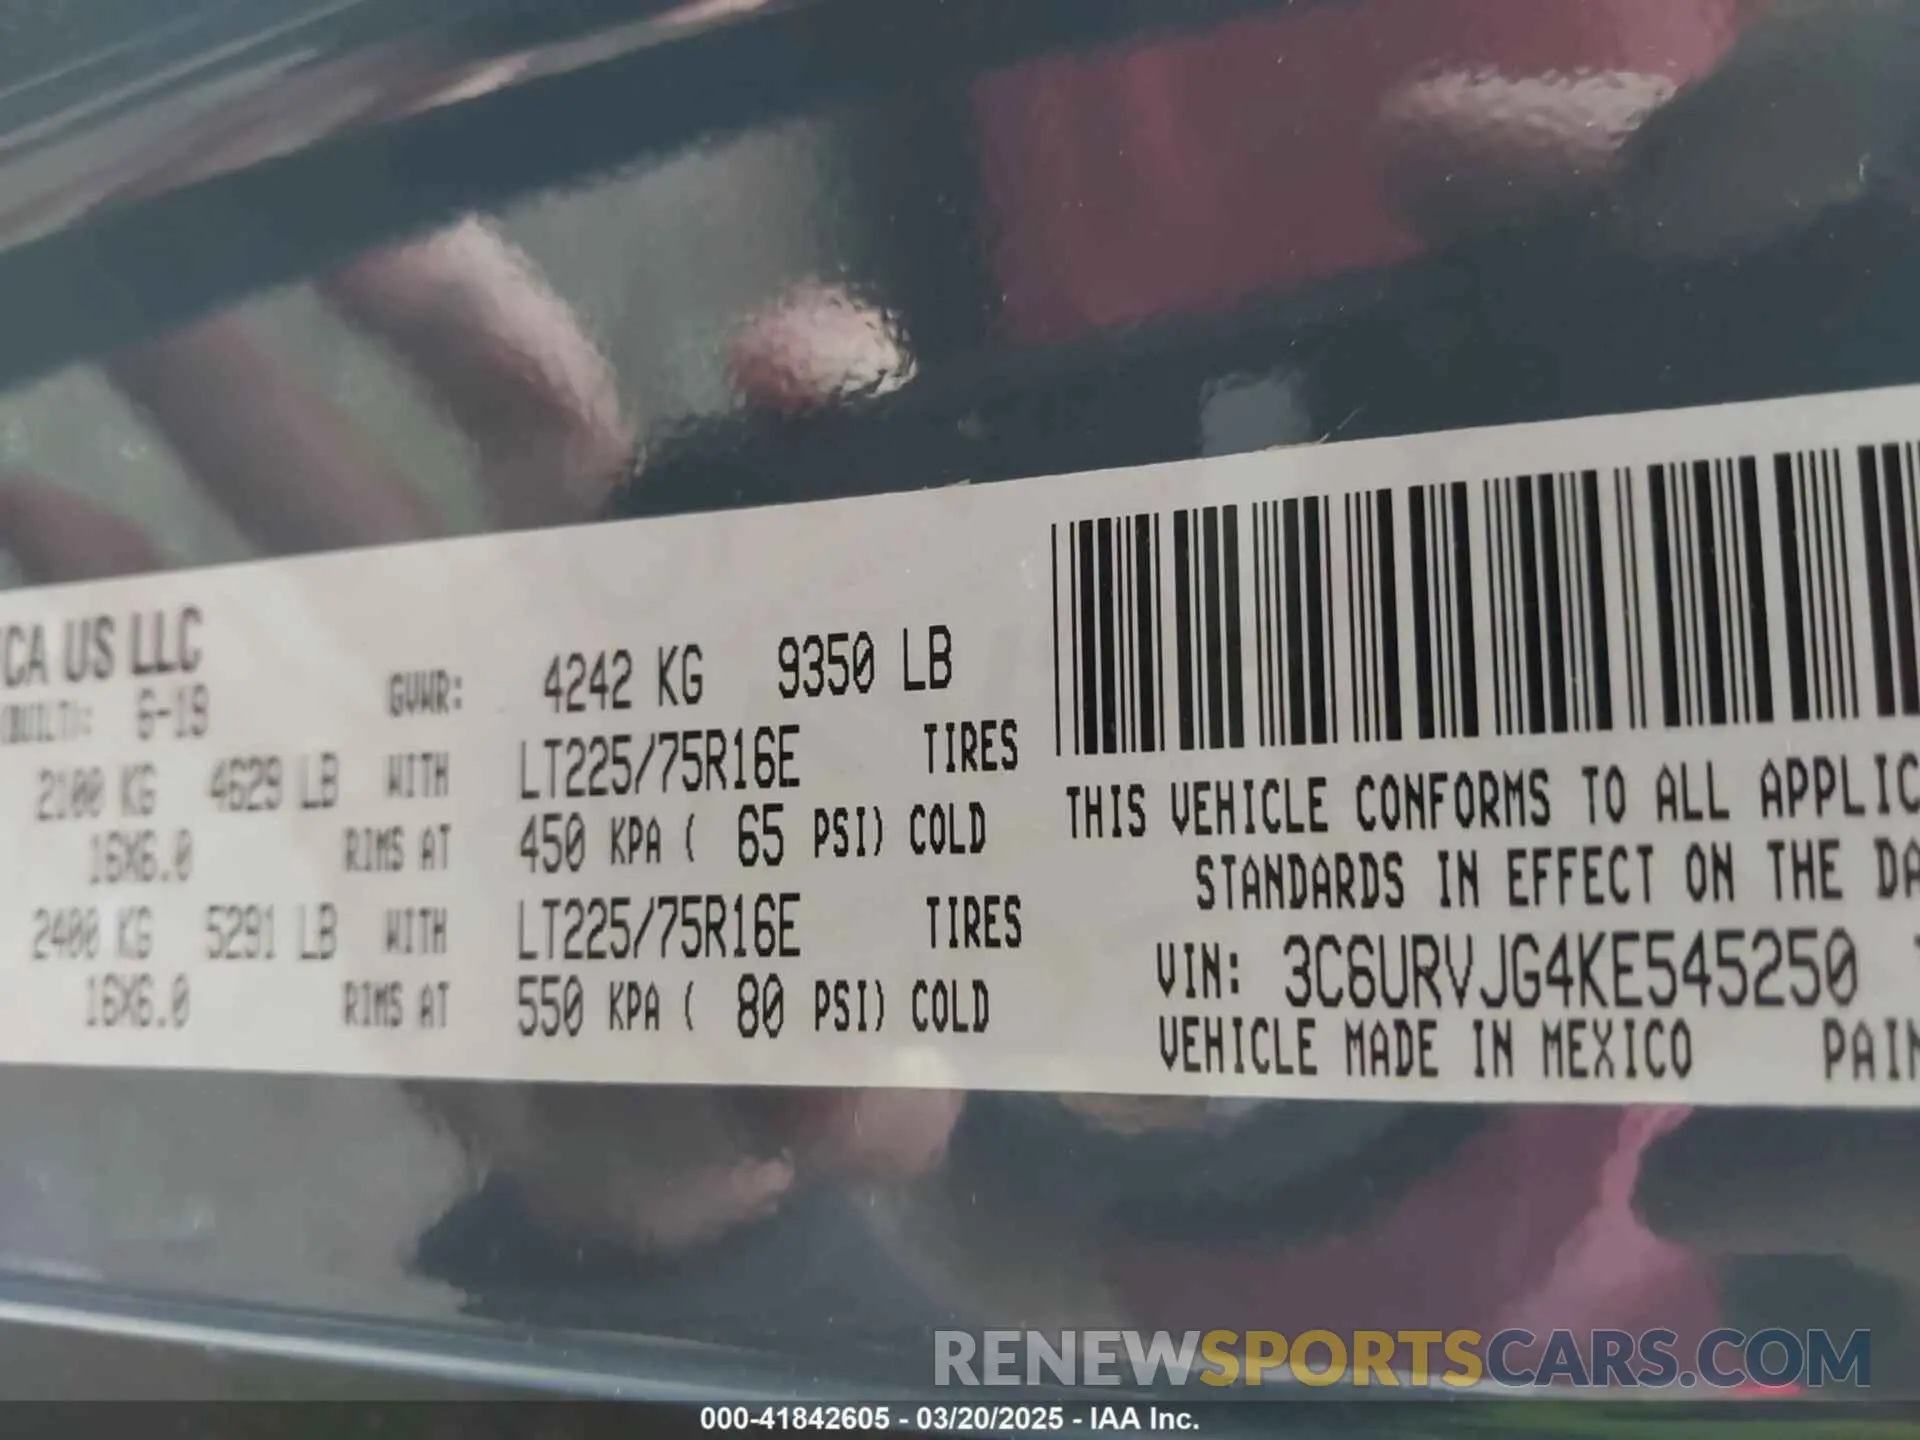 CA US LLC
(BUILT): 6-19
GVWR: 4242 KG 9350 LB
2100 KG 4629 LB WITH LT225/75R16E TIRES
16X6.0 RIMS AT 450 KPA ( 65 PSI) COLD
2400 KG 5291 LB WITH LT225/75R16E TIRES
16X6.0 RIMS AT 550 KPA ( 80 PSI) COLD
THIS VEHICLE CONFORMS TO ALL APPLIC
STANDARDS IN EFFECT ON THE DA
VIN: 3C6URVJG4KE545250
VEHICLE MADE IN MEXICO PAIN
RENEWSPORTSCARS.COM
000-41842605 - 03/20/2025 - IAA Inc.